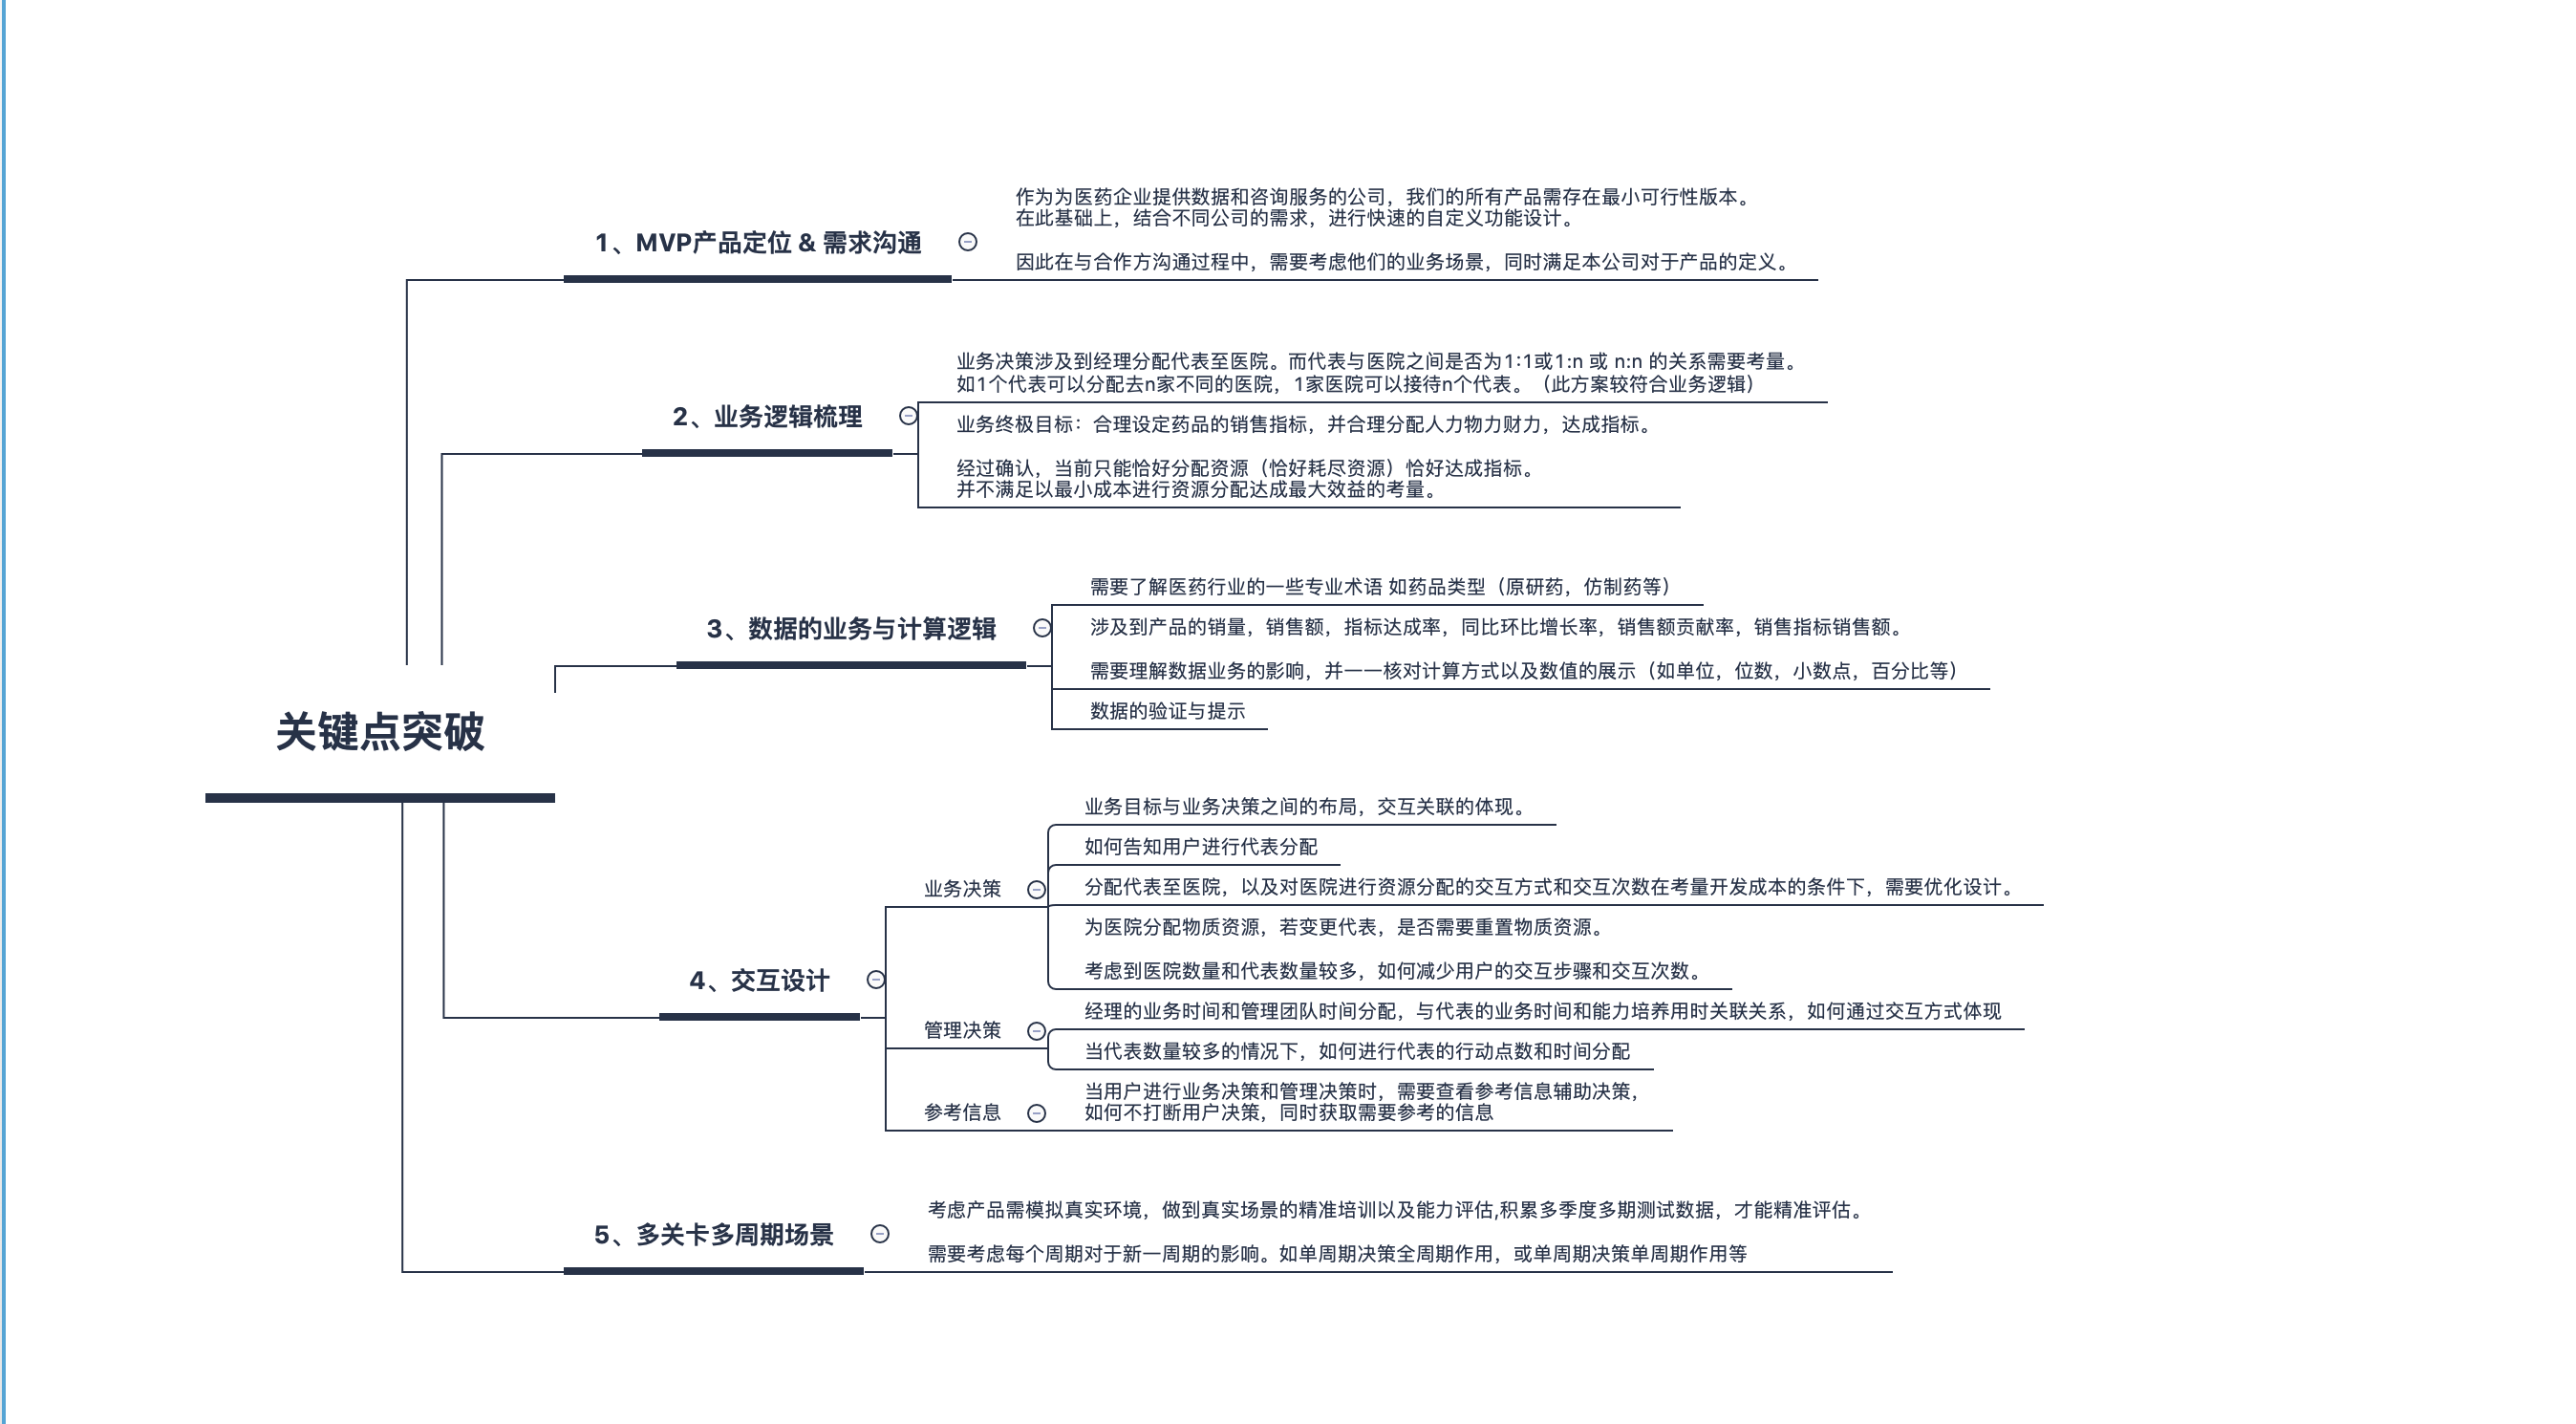 关键点突破
1、MVP产品定位 & 需求沟通
作为为医药企业提供数据和咨询服务的公司，我们的所有产品需存在最小可行性版本。
在此基础上，结合不同公司的需求，进行快速的自定义功能设计。
因此在与合作方沟通过程中，需要考虑他们的业务场景，同时满足本公司对于产品的定义。
2、业务逻辑梳理
业务决策涉及到经理分配代表至医院。而代表与医院之间是否为1:1或1:n 或 n:n 的关系需要考量。
如1个代表可以分配去n家不同的医院，1家医院可以接待n个代表。（此方案较符合业务逻辑）
业务终极目标：合理设定药品的销售指标，并合理分配人力物力财力，达成指标。
经过确认，当前只能恰好分配资源（恰好耗尽资源）恰好达成指标。
并不满足以最小成本进行资源分配达成最大效益的考量。
3、数据的业务与计算逻辑
需要了解医药行业的一些专业术语 如药品类型（原研药，仿制药等）
涉及到产品的销量，销售额，指标达成率，同比环比增长率，销售额贡献率，销售指标销售额。
需要理解数据业务的影响，并一一核对计算方式以及数值的展示（如单位，位数，小数点，百分比等）
数据的验证与提示
4、交互设计
业务决策
业务目标与业务决策之间的布局，交互关联的体现。
如何告知用户进行代表分配
分配代表至医院，以及对医院进行资源分配的交互方式和交互次数在考量开发成本的条件下，需要优化设计。
为医院分配物质资源，若变更代表，是否需要重置物质资源。
考虑到医院数量和代表数量较多，如何减少用户的交互步骤和交互次数。
管理决策
经理的业务时间和管理团队时间分配，与代表的业务时间和能力培养用时关联关系，如何通过交互方式体现
当代表数量较多的情况下，如何进行代表的行动点数和时间分配
参考信息
当用户进行业务决策和管理决策时，需要查看参考信息辅助决策，
如何不打断用户决策，同时获取需要参考的信息
5、多关卡多周期场景
考虑产品需模拟真实环境，做到真实场景的精准培训以及能力评估,积累多季度多期测试数据，才能精准评估。
需要考虑每个周期对于新一周期的影响。如单周期决策全周期作用，或单周期决策单周期作用等